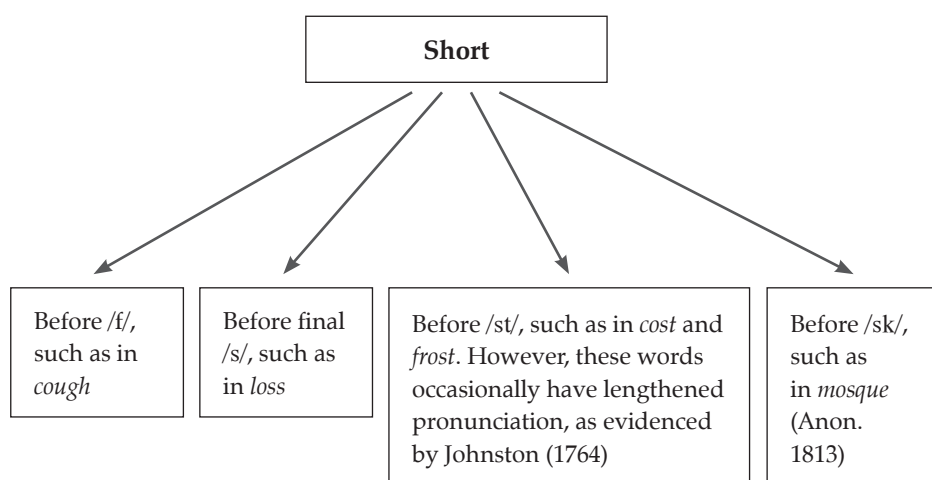 Short
Before /f/,
such as in
cough
Before final
/s/, such as
in loss
Before /st/, such as in cost and
frost. However, these words
occasionally have lengthened
pronunciation, as evidenced
by Johnston (1764)
Before /sk/,
such as
in mosque
(Anon.
1813)